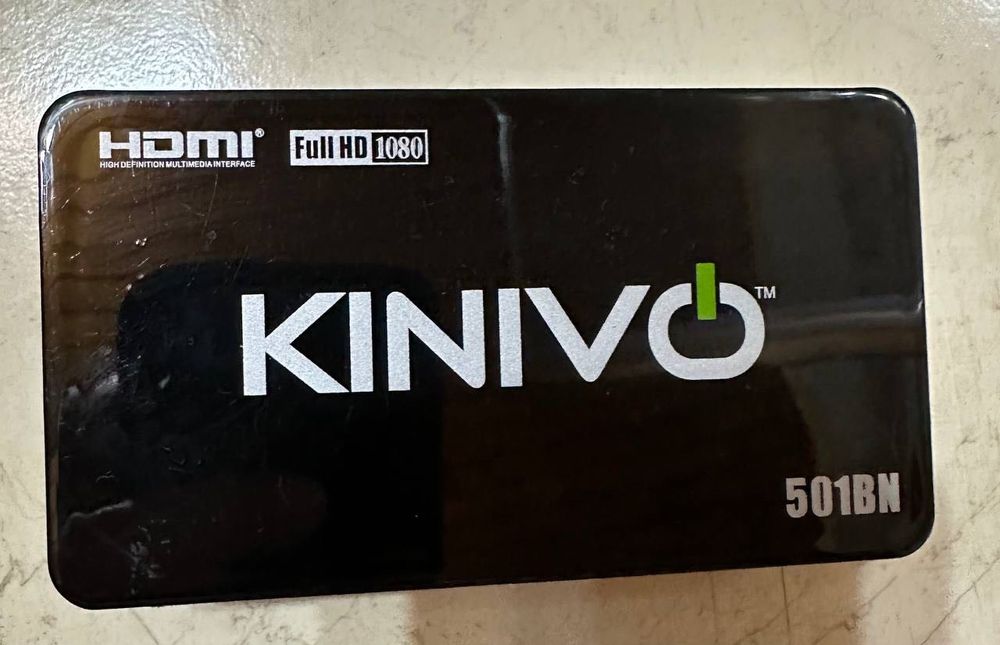 HDMI® Full HD 1080
HIGH DEFINITION MULTIMEDIA INTERFACE
KINIVO™
501BN